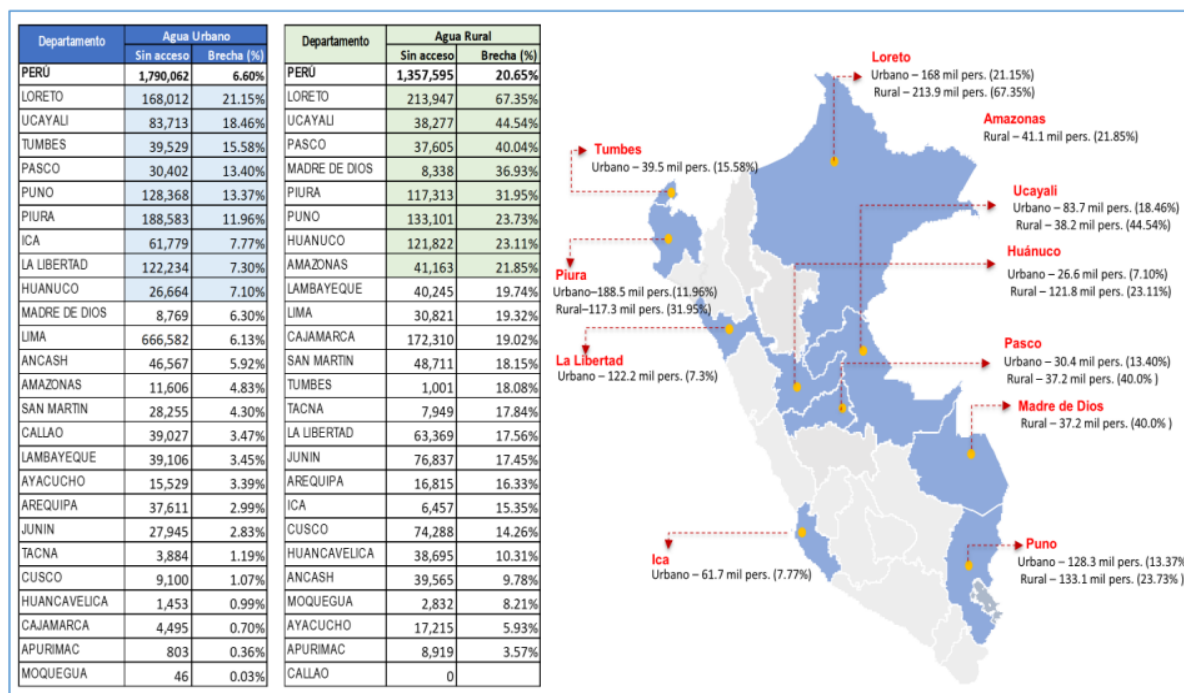 Departamento Agua Urbano
Sin acceso Brecha (%)
PERÚ 1,790,062 6.60%
LORETO 168,012 21.15%
UCAYALI 83,713 18.46%
TUMBES 39,529 15.58%
PASCO 30,402 13.40%
PUNO 128,368 13.37%
PIURA 188,583 11.96%
ICA 61,779 7.77%
LA LIBERTAD 122,234 7.30%
HUANUCO 26,664 7.10%
MADRE DE DIOS 8,769 6.30%
LIMA 666,582 6.13%
ANCASH 46,567 5.92%
AMAZONAS 11,606 4.83%
SAN MARTIN 28,255 4.30%
CALLAO 39,027 3.47%
LAMBAYEQUE 39,106 3.45%
AYACUCHO 15,529 3.39%
AREQUIPA 37,611 2.99%
JUNIN 27,945 2.83%
TACNA 3,884 1.19%
CUSCO 9,100 1.07%
HUANCAVELICA 1,453 0.99%
CAJAMARCA 4,495 0.70%
APURIMAC 803 0.36%
MOQUEGUA 46 0.03%
Departamento Agua Rural
Sin acceso Brecha (%)
PERÚ 1,357,595 20.65%
LORETO 213,947 67.35%
UCAYALI 38,277 44.54%
PASCO 37,605 40.04%
MADRE DE DIOS 8,338 36.93%
PIURA 117,313 31.95%
PUNO 133,101 23.73%
HUANUCO 121,822 23.11%
AMAZONAS 41,163 21.85%
LAMBAYEQUE 40,245 19.74%
LIMA 30,821 19.32%
CAJAMARCA 172,310 19.02%
SAN MARTIN 48,711 18.15%
TUMBES 1,001 18.08%
TACNA 7,949 17.84%
LA LIBERTAD 63,369 17.56%
JUNIN 76,837 17.45%
AREQUIPA 16,815 16.33%
ICA 6,457 15.35%
CUSCO 74,288 14.26%
HUANCAVELICA 38,695 10.31%
ANCASH 39,565 9.78%
MOQUEGUA 2,832 8.21%
AYACUCHO 17,215 5.93%
APURIMAC 8,919 3.57%
CALLAO 0
Loreto
Urbano – 168 mil pers. (21.15%)
Rural – 213.9 mil pers. (67.35%)
Amazonas
Rural – 41.1 mil pers. (21.85%)
Tumbes
Urbano – 39.5 mil pers. (15.58%)
Ucayali
Urbano – 83.7 mil pers. (18.46%)
Rural – 38.2 mil pers. (44.54%)
Huánuco
Urbano – 26.6 mil pers. (7.10%)
Rural – 121.8 mil pers. (23.11%)
Piura
Urbano–188.5 mil pers.(11.96%)
Rural–117.3 mil pers.(31.95%)
La Libertad
Urbano – 122.2 mil pers. (7.3%)
Pasco
Urbano – 30.4 mil pers. (13.40%)
Rural – 37.2 mil pers. (40.0% )
Madre de Dios
Rural – 37.2 mil pers. (40.0% )
Ica
Urbano – 61.7 mil pers. (7.77%)
Puno
Urbano – 128.3 mil pers. (13.37%
Rural – 133.1 mil pers. (23.73% )